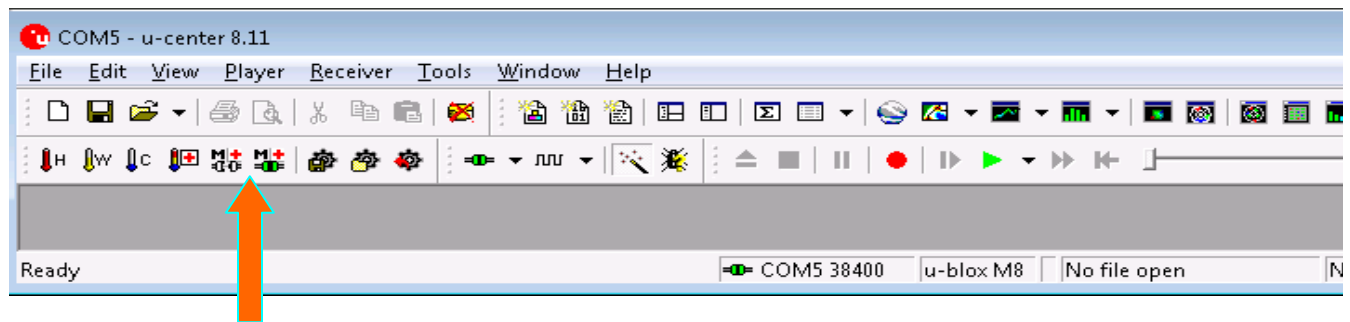 COM5 - u-center 8.11
File Edit View Player Receiver Tools Window Help
H W C
Ready COM5 38400 u-blox M8 No file open N